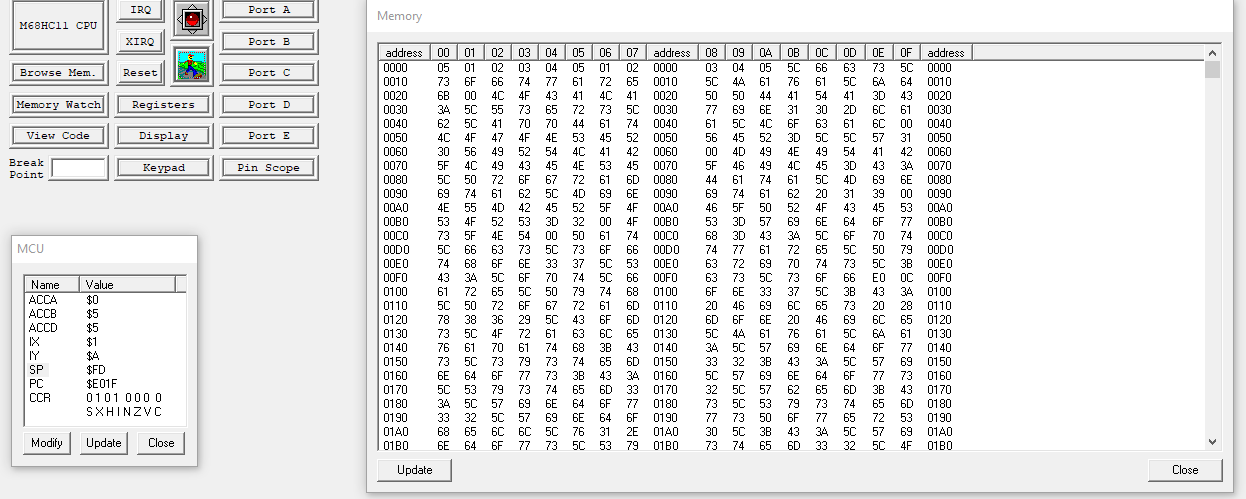 M68HC11 CPU
IRQ
XIRQ
Reset
Browse Mem.
Memory Watch
Registers
View Code
Display
Break
Point
Keypad
Port A
Port B
Port C
Port D
Port E
Pin Scope
MCU
Name Value
ACCA $0
ACCB $5
ACCD $5
IX $1
IY $A
SP $FD
PC $E01F
CCR 0 1 0 1 0 0 0 0
S X H I N Z V C
Modify Update Close
Memory
address 00 01 02 03 04 05 06 07 address 08 09 0A 0B 0C 0D 0E 0F address
0000 05 01 02 03 04 05 01 02 0000 03 04 05 5C 66 63 73 5C 0000
0010 73 6F 66 74 77 61 72 65 0010 5C 4A 61 76 61 5C 6A 64 0010
0020 6B 00 4C 4F 43 41 4C 41 0020 50 50 44 41 54 41 3D 43 0020
0030 3A 5C 55 73 65 72 73 5C 0030 77 69 6E 31 30 2D 6C 61 0030
0040 62 5C 41 70 70 44 61 74 0040 61 5C 4C 6F 63 61 6C 00 0040
0050 4C 4F 47 4F 4E 53 45 52 0050 56 45 52 3D 5C 5C 57 31 0050
0060 30 56 49 52 54 4C 41 42 0060 00 4D 49 4E 49 54 41 42 0060
0070 5F 4C 49 43 45 4E 53 45 0070 5F 46 49 4C 45 3D 43 3A 0070
0080 5C 50 72 6F 67 72 61 6D 0080 44 61 74 61 5C 4D 69 6E 0080
0090 69 74 61 62 5C 4D 69 6E 0090 69 74 61 62 20 31 39 00 0090
00A0 4E 55 4D 42 45 52 5F 4F 00A0 46 5F 50 52 4F 43 45 53 00A0
00B0 53 4F 52 53 3D 32 00 4F 00B0 53 3D 57 69 6E 64 6F 77 00B0
00C0 73 5F 4E 54 00 50 61 74 00C0 68 3D 43 3A 5C 6F 70 74 00C0
00D0 5C 66 63 73 5C 73 6F 66 00D0 74 77 61 72 65 5C 50 79 00D0
00E0 74 68 6F 6E 33 37 5C 53 00E0 63 72 69 70 74 73 5C 3B 00E0
00F0 43 3A 5C 6F 70 74 5C 66 00F0 63 73 5C 73 6F 66 E0 0C 00F0
0100 61 72 65 5C 50 79 74 68 0100 6F 6E 33 37 5C 3B 43 3A 0100
0110 5C 50 72 6F 67 72 61 6D 0110 20 46 69 6C 65 73 20 28 0110
0120 78 38 36 29 5C 43 6F 6D 0120 6D 6F 6E 20 46 69 6C 65 0120
0130 73 5C 4F 72 61 63 6C 65 0130 5C 4A 61 76 61 5C 6A 61 0130
0140 76 61 70 61 74 68 3B 43 0140 3A 5C 57 69 6E 64 6F 77 0140
0150 73 5C 73 79 73 74 65 6D 0150 33 32 3B 43 3A 5C 57 69 0150
0160 6E 64 6F 77 73 3B 43 3A 0160 5C 57 69 6E 64 6F 77 73 0160
0170 5C 53 79 73 74 65 6D 33 0170 32 5C 57 62 65 6D 3B 43 0170
0180 3A 5C 57 69 6E 64 6F 77 0180 73 5C 53 79 73 74 65 6D 0180
0190 33 32 5C 57 69 6E 64 6F 0190 77 73 50 6F 77 65 72 53 0190
01A0 68 65 6C 6C 5C 76 31 2E 01A0 30 5C 3B 43 3A 5C 57 69 01A0
01B0 6E 64 6F 77 73 5C 53 79 01B0 73 74 65 6D 33 32 5C 4F 01B0
Update Close